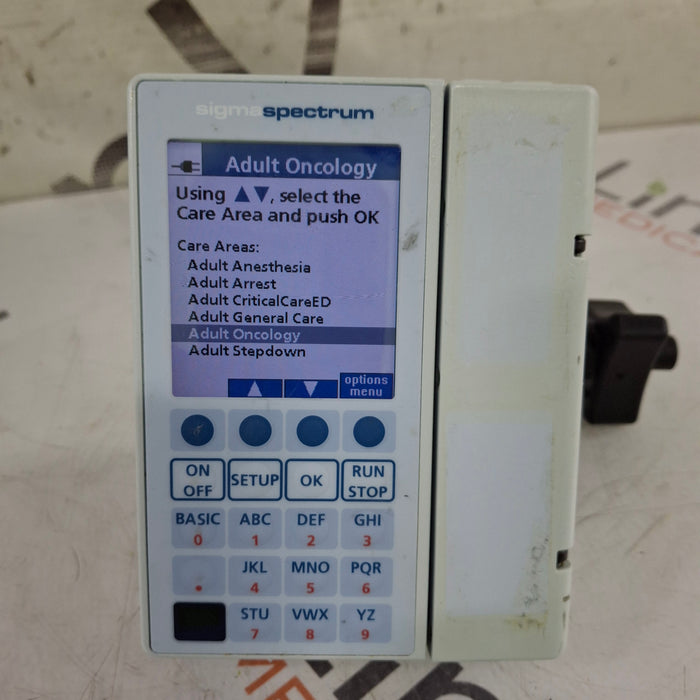 sigmaspectrum
Adult Oncology
Using ▲▼, select the
Care Area and push OK
Care Areas:
Adult Anesthesia
Adult Arrest
Adult CriticalCareED
Adult General Care
Adult Oncology
Adult Stepdown
▲ ▼ options
menu
ON
OFF
SETUP
OK
RUN
STOP
BASIC ABC DEF GHI
0 1 2 3
JKL MNO PQR
. 4 5 6
STU VWX YZ
7 8 9